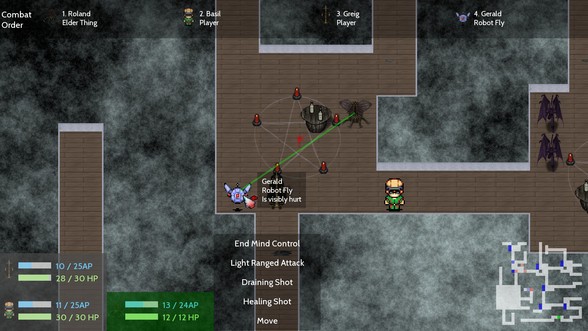 Combat
Order
1. Roland
Elder Thing
2. Basil
Player
3. Greig
Player
4. Gerald
Robot Fly
Gerald
Robot Fly
Is visibly hurt
End Mind Control
Light Ranged Attack
Draining Shot
Healing Shot
Move
10 / 25AP
28 / 30 HP
11 / 25AP
30 / 30 HP
13 / 24AP
12 / 12 HP